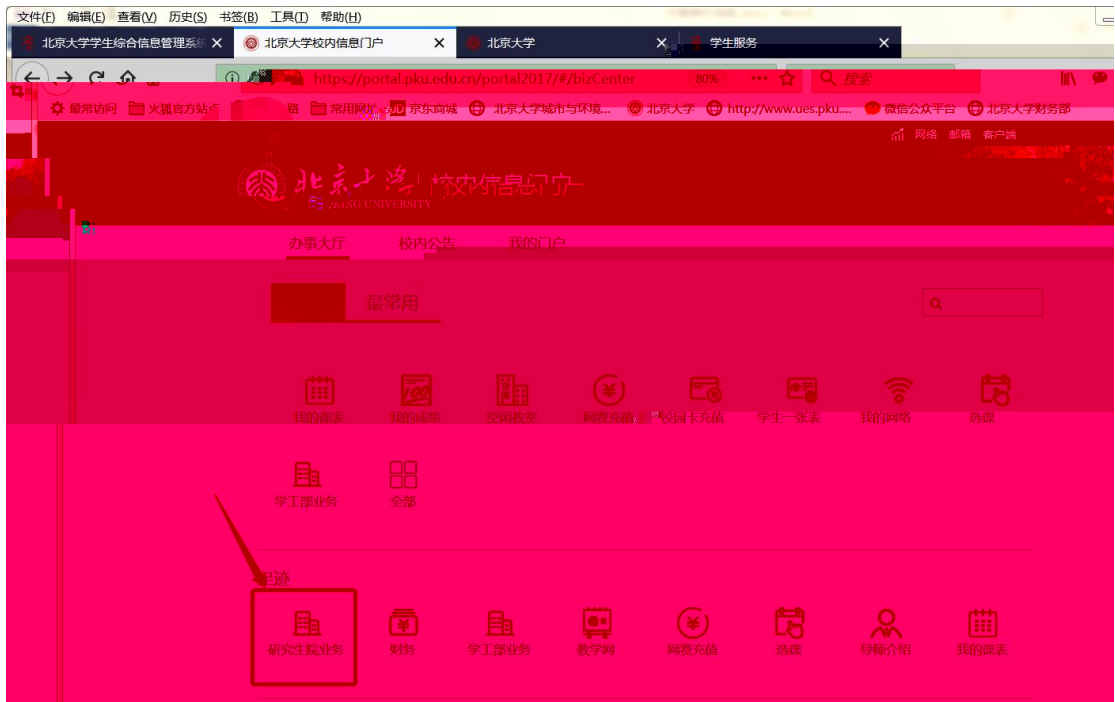 文件(F) 编辑(E) 查看(V) 历史(S) 书签(B) 工具(T) 帮助(H)
北京大学学生综合信息管理系统 北京大学校内信息门户 北京大学 学生服务
https://portal.pku.edu.cn/portal2017/#/bizCenter 80% 搜索
最常访问 火狐官方站点 常用网址 京东商城 北京大学城市与环境... 北京大学 http://www.ues.pku.... 微信公众平台 北京大学财务部
网络 邮箱 客户端
北京大学 校内信息门户
PEKING UNIVERSITY
办事大厅 校内公告 我的门户
最常用
我的课表 我的成绩 空闲教室 网费充值 校园卡充值 学生一张表 我的网络 选课
学工部业务 全部
足迹
研究生院业务 财务 学工部业务 教学网 网费充值 选课 导师介绍 我的课表